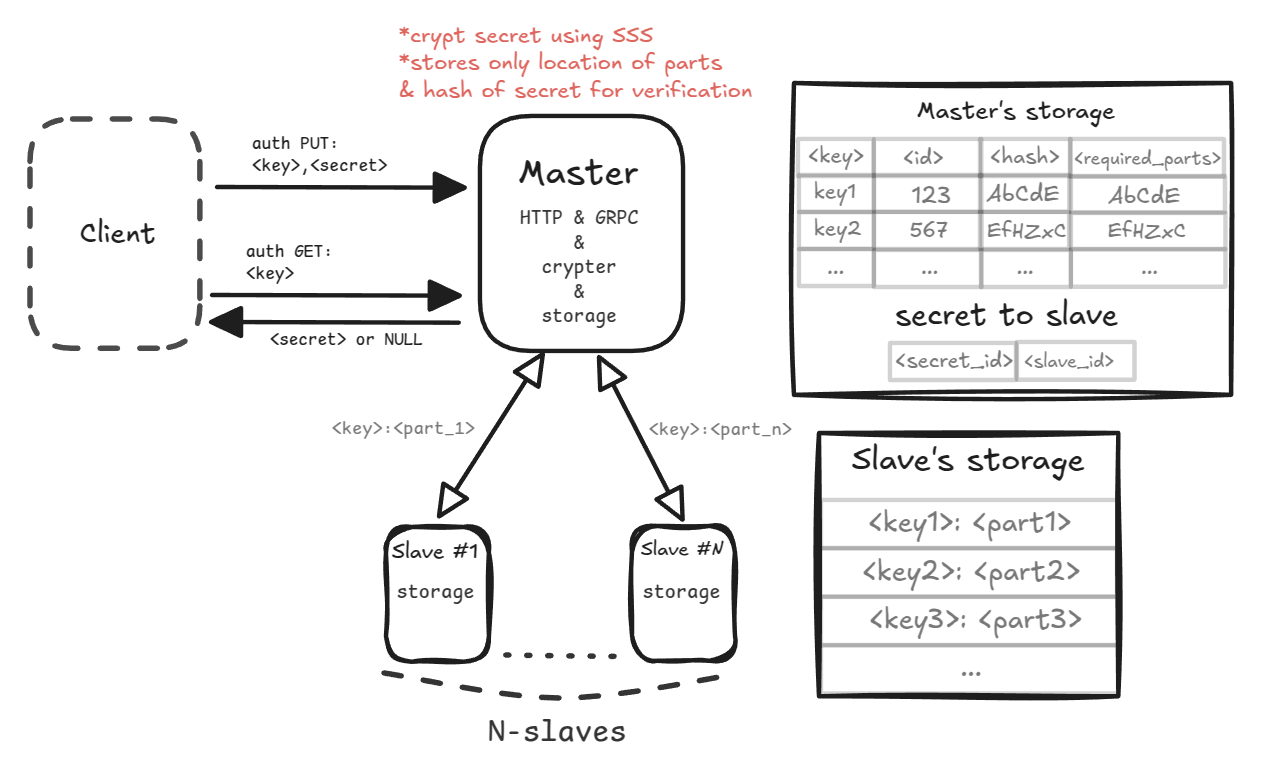 *crypt secret using SSS
*stores only location of parts
& hash of secret for verification
Client
auth PUT:
<key>,<secret>
auth GET:
<key>
<secret> or NULL
Master
HTTP & GRPC
&
crypter
&
storage
<key>:<part_1>
<key>:<part_n>
Slave #1
storage
Slave #N
storage
N-slaves
Master's storage
<key> <id> <hash> <required_parts>
key1 123 AbCdE AbCdE
key2 567 EfHZxC EfHZxC
... ... ... ...
secret to slave
<secret_id> <slave_id>
Slave's storage
<key1>: <part1>
<key2>: <part2>
<key3>: <part3>
...